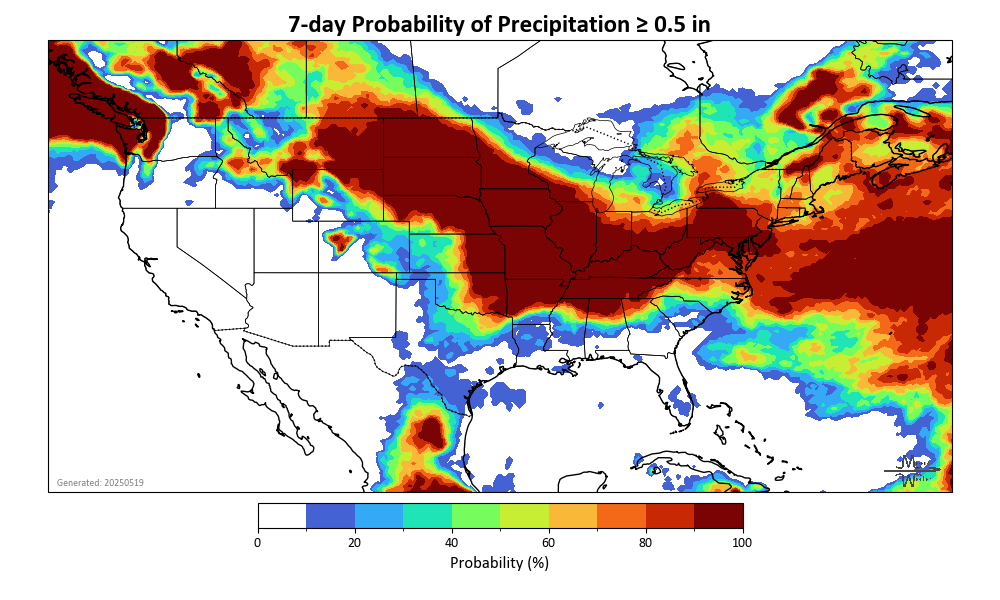 7-day Probability of Precipitation ≥ 0.5 in
Generated: 20250519
0 20 40 60 80 100
Probability (%)